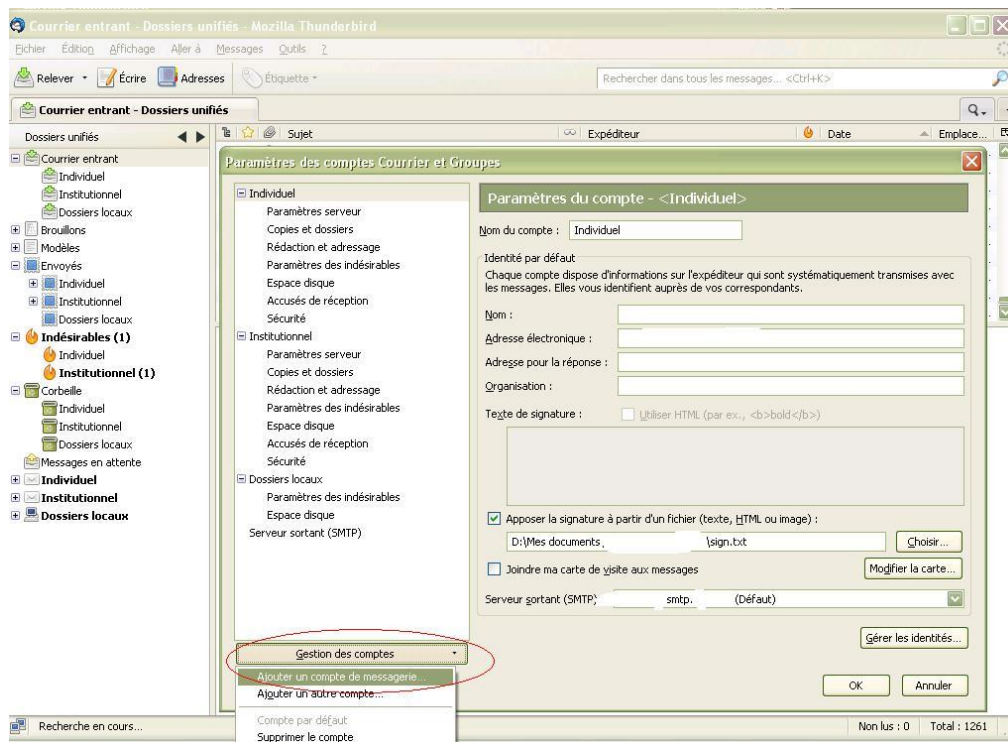 Courrier entrant - Dossiers unifiés - Mozilla Thunderbird
Fichier Édition Affichage Aller à Messages Outils ?
Relever Écrire Adresses Étiquette Rechercher dans tous les messages... <Ctrl+K>
Courrier entrant - Dossiers unifiés
Dossiers unifiés
Sujet Expéditeur Date Emplace...
Courrier entrant
Individuel
Institutionnel
Dossiers locaux
Brouillons
Modèles
Envoyés
Individuel
Institutionnel
Dossiers locaux
Indésirables (1)
Individuel
Institutionnel (1)
Corbeille
Individuel
Institutionnel
Dossiers locaux
Messages en attente
Individuel
Institutionnel
Dossiers locaux
Paramètres des comptes Courrier et Groupes
Individuel
Paramètres serveur
Copies et dossiers
Rédaction et adressage
Paramètres des indésirables
Espace disque
Accusés de réception
Sécurité
Institutionnel
Paramètres serveur
Copies et dossiers
Rédaction et adressage
Paramètres des indésirables
Espace disque
Accusés de réception
Sécurité
Dossiers locaux
Paramètres des indésirables
Espace disque
Serveur sortant (SMTP)
Gestion des comptes
Ajouter un compte de messagerie...
Ajouter un autre compte...
Compte par défaut
Supprimer le compte
Paramètres du compte - <Individuel>
Nom du compte : Individuel
Identité par défaut
Chaque compte dispose d'informations sur l'expéditeur qui sont systématiquement transmises avec
les messages. Elles vous identifient auprès de vos correspondants.
Nom :
Adresse électronique :
Adresse pour la réponse :
Organisation :
Texte de signature : Utiliser HTML (par ex., <b>bold</b>)
Apposer la signature à partir d'un fichier (texte, HTML ou image) :
D:\Mes documents \sign.txt Choisir...
Joindre ma carte de visite aux messages Modifier la carte...
Serveur sortant (SMTP) smtp. (Défaut)
Gérer les identités...
OK Annuler
Recherche en cours... Non lus : 0 Total : 1261